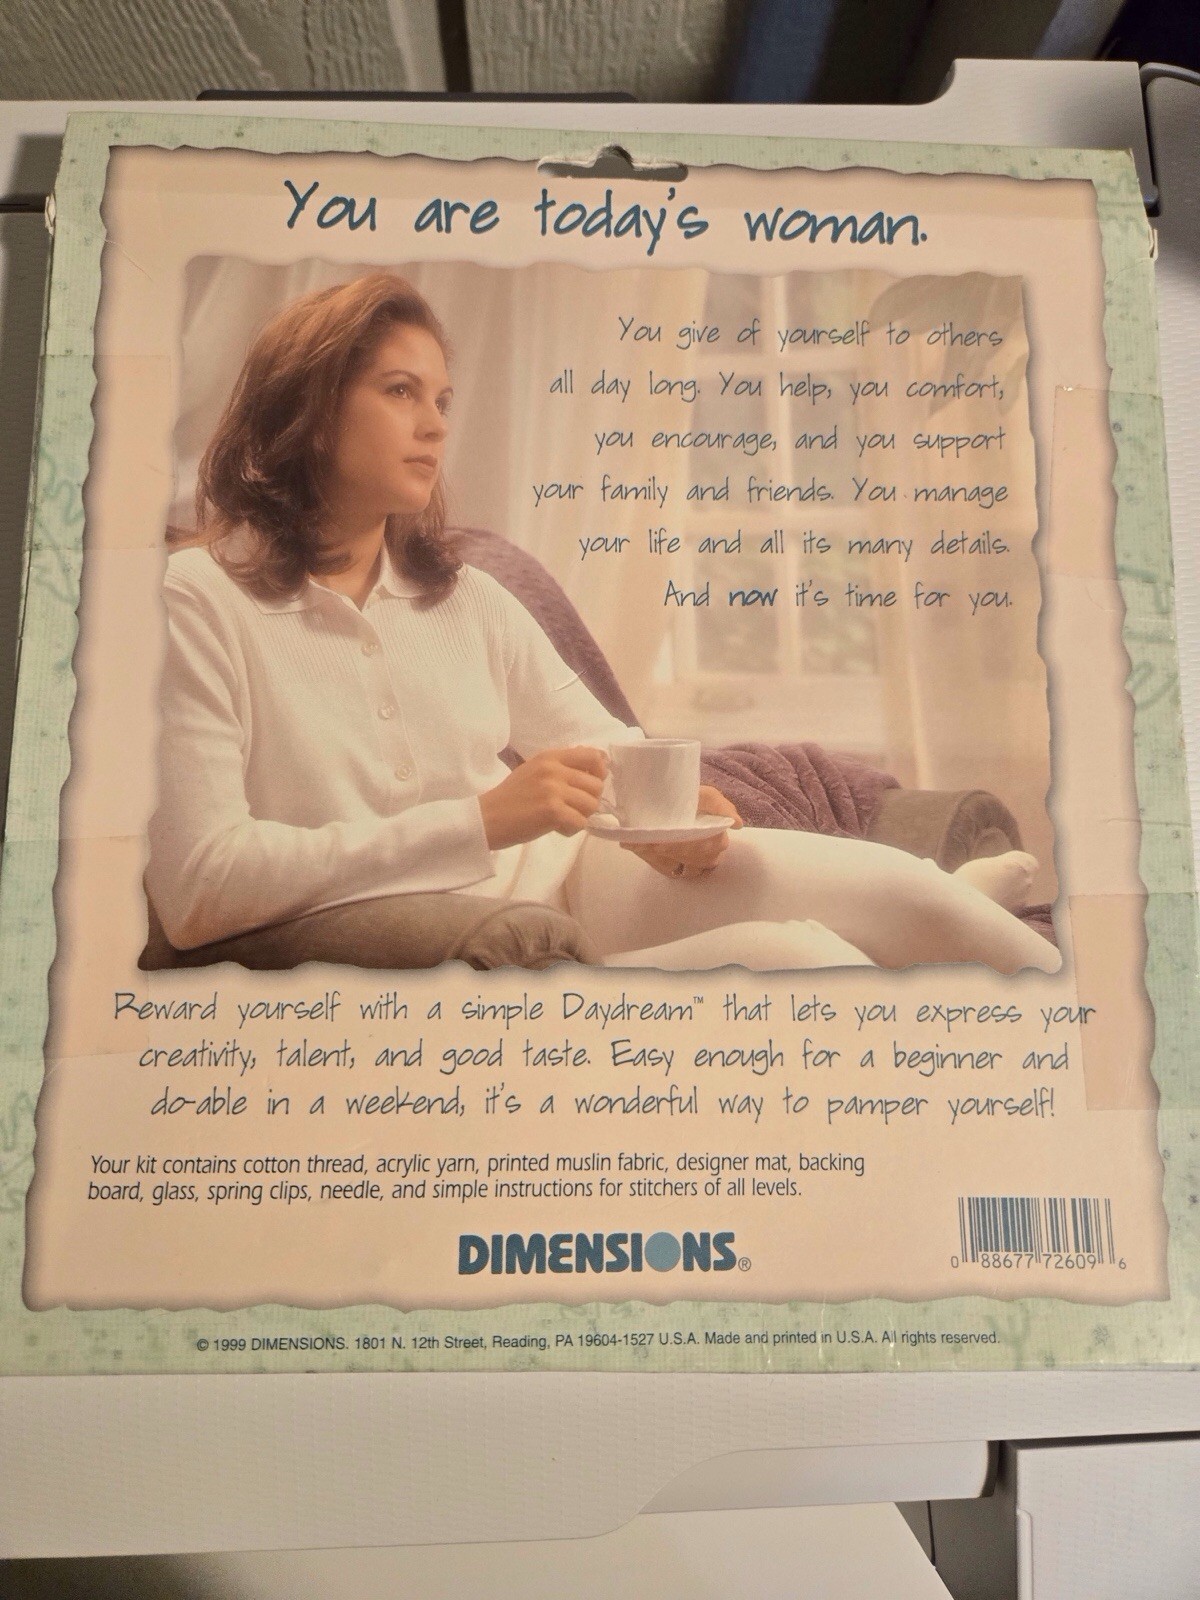 You are today's woman.
You give of yourself to others
all day long. You help, you comfort,
you encourage, and you support
your family and friends. You manage
your life and all its many details.
And now it's time for you.
Reward yourself with a simple Daydream™ that lets you express your
creativity, talent, and good taste. Easy enough for a beginner and
do-able in a weekend, it's a wonderful way to pamper yourself!
Your kit contains cotton thread, acrylic yarn, printed muslin fabric, designer mat, backing
board, glass, spring clips, needle, and simple instructions for stitchers of all levels.
DIMENSIONS®
0 88677 72609 6
© 1999 DIMENSIONS. 1801 N. 12th Street, Reading, PA 19604-1527 U.S.A. Made and printed in U.S.A. All rights reserved.